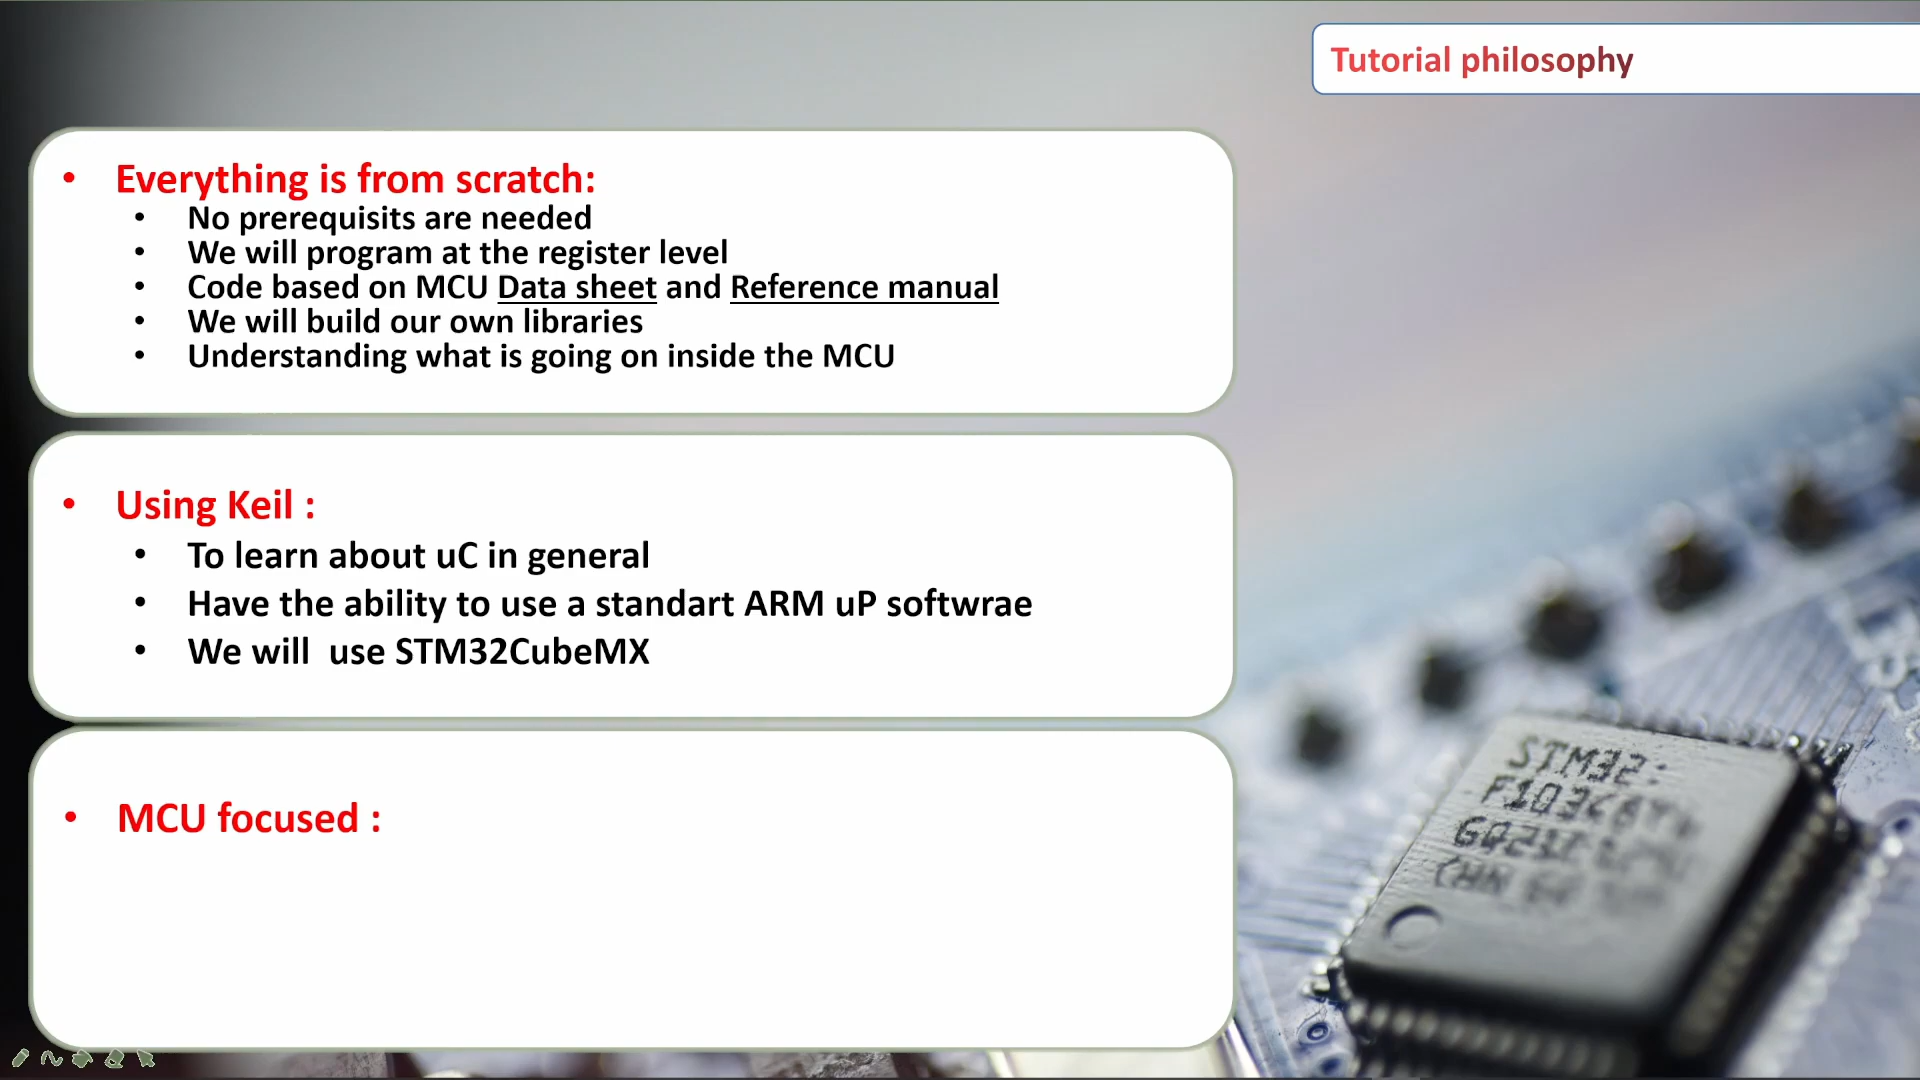 Tutorial philosophy
• Everything is from scratch:
• No prerequisits are needed
• We will program at the register level
• Code based on MCU Data sheet and Reference manual
• We will build our own libraries
• Understanding what is going on inside the MCU
• Using Keil :
• To learn about uC in general
• Have the ability to use a standart ARM uP softwrae
• We will  use STM32CubeMX
• MCU focused :
STM32